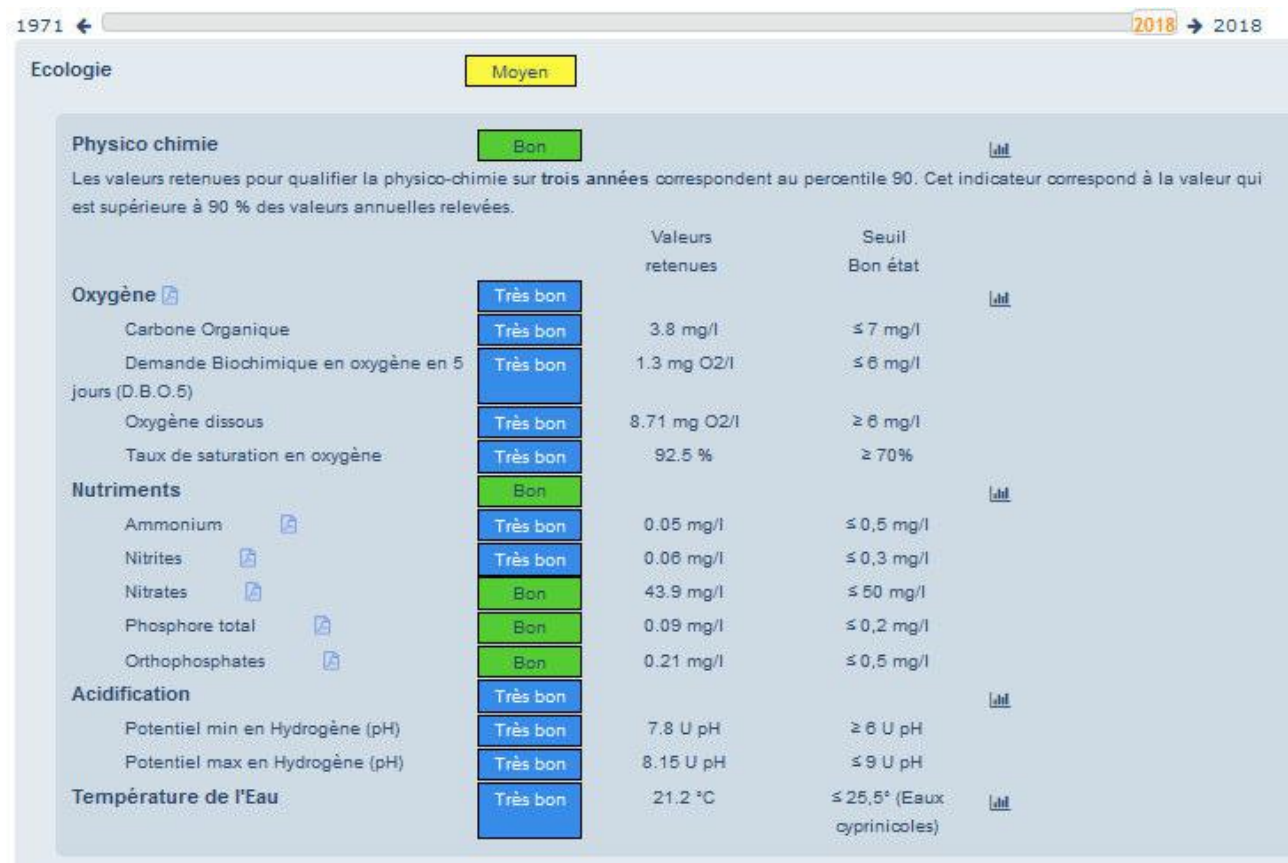 1971 2018 2018
Ecologie Moyen
Physico chimie Bon
Les valeurs retenues pour qualifier la physico-chimie sur trois années correspondent au percentile 90. Cet indicateur correspond à la valeur qui
est supérieure à 90 % des valeurs annuelles relevées.
Valeurs Seuil
retenues Bon état
Oxygène Très bon
Carbone Organique Très bon 3.8 mg/l ≤ 7 mg/l
Demande Biochimique en oxygène en 5 Très bon 1.3 mg O2/l ≤ 6 mg/l
jours (D.B.O.5)
Oxygène dissous Très bon 8.71 mg O2/l ≥ 6 mg/l
Taux de saturation en oxygène Très bon 92.5 % ≥ 70%
Nutriments Bon
Ammonium Très bon 0.05 mg/l ≤ 0,5 mg/l
Nitrites Très bon 0.06 mg/l ≤ 0,3 mg/l
Nitrates Bon 43.9 mg/l ≤ 50 mg/l
Phosphore total Bon 0.09 mg/l ≤ 0,2 mg/l
Orthophosphates Bon 0.21 mg/l ≤ 0,5 mg/l
Acidification Très bon
Potentiel min en Hydrogène (pH) Très bon 7.8 U pH ≥ 6 U pH
Potentiel max en Hydrogène (pH) Très bon 8.15 U pH ≤ 9 U pH
Température de l'Eau Très bon 21.2 °C ≤ 25,5° (Eaux
cyprinicoles)